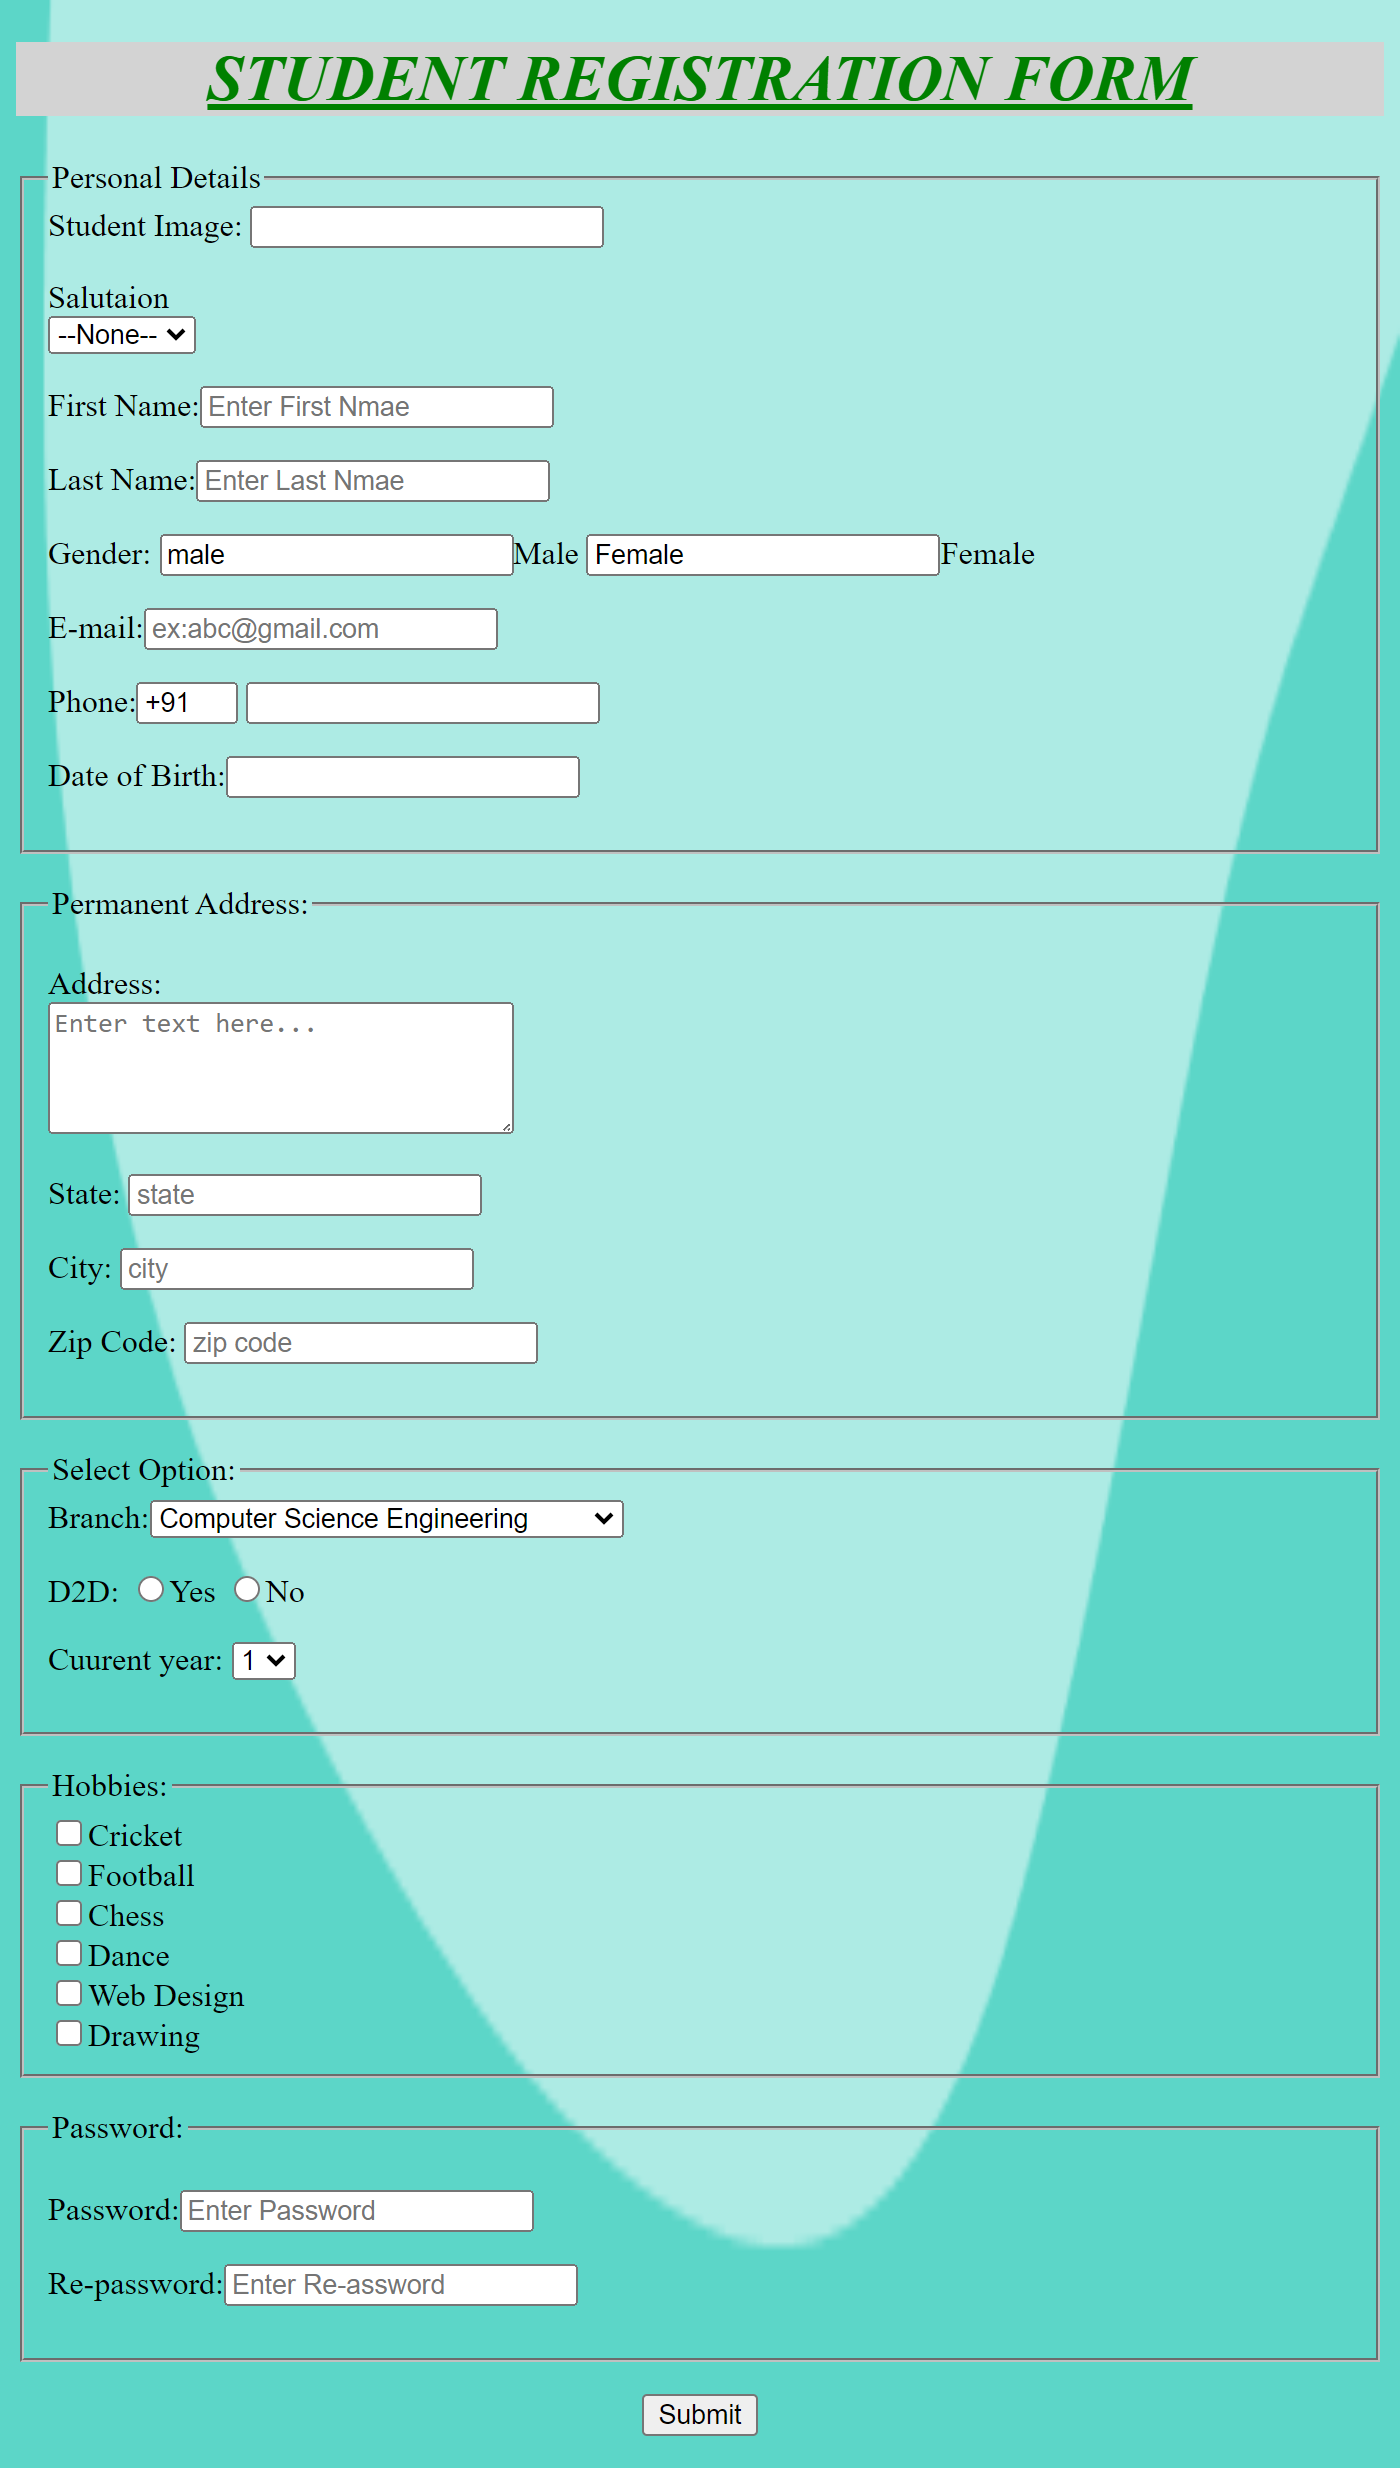 STUDENT REGISTRATION FORM
Personal Details
Student Image:
Salutaion
--None--
First Name: Enter First Nmae
Last Name: Enter Last Nmae
Gender: male Male Female Female
E-mail: ex:abc@gmail.com
Phone: +91
Date of Birth:
Permanent Address:
Address:
Enter text here...
State: state
City: city
Zip Code: zip code
Select Option:
Branch: Computer Science Engineering
D2D: Yes No
Cuurent year: 1
Hobbies:
Cricket
Football
Chess
Dance
Web Design
Drawing
Password:
Password: Enter Password
Re-password: Enter Re-assword
Submit